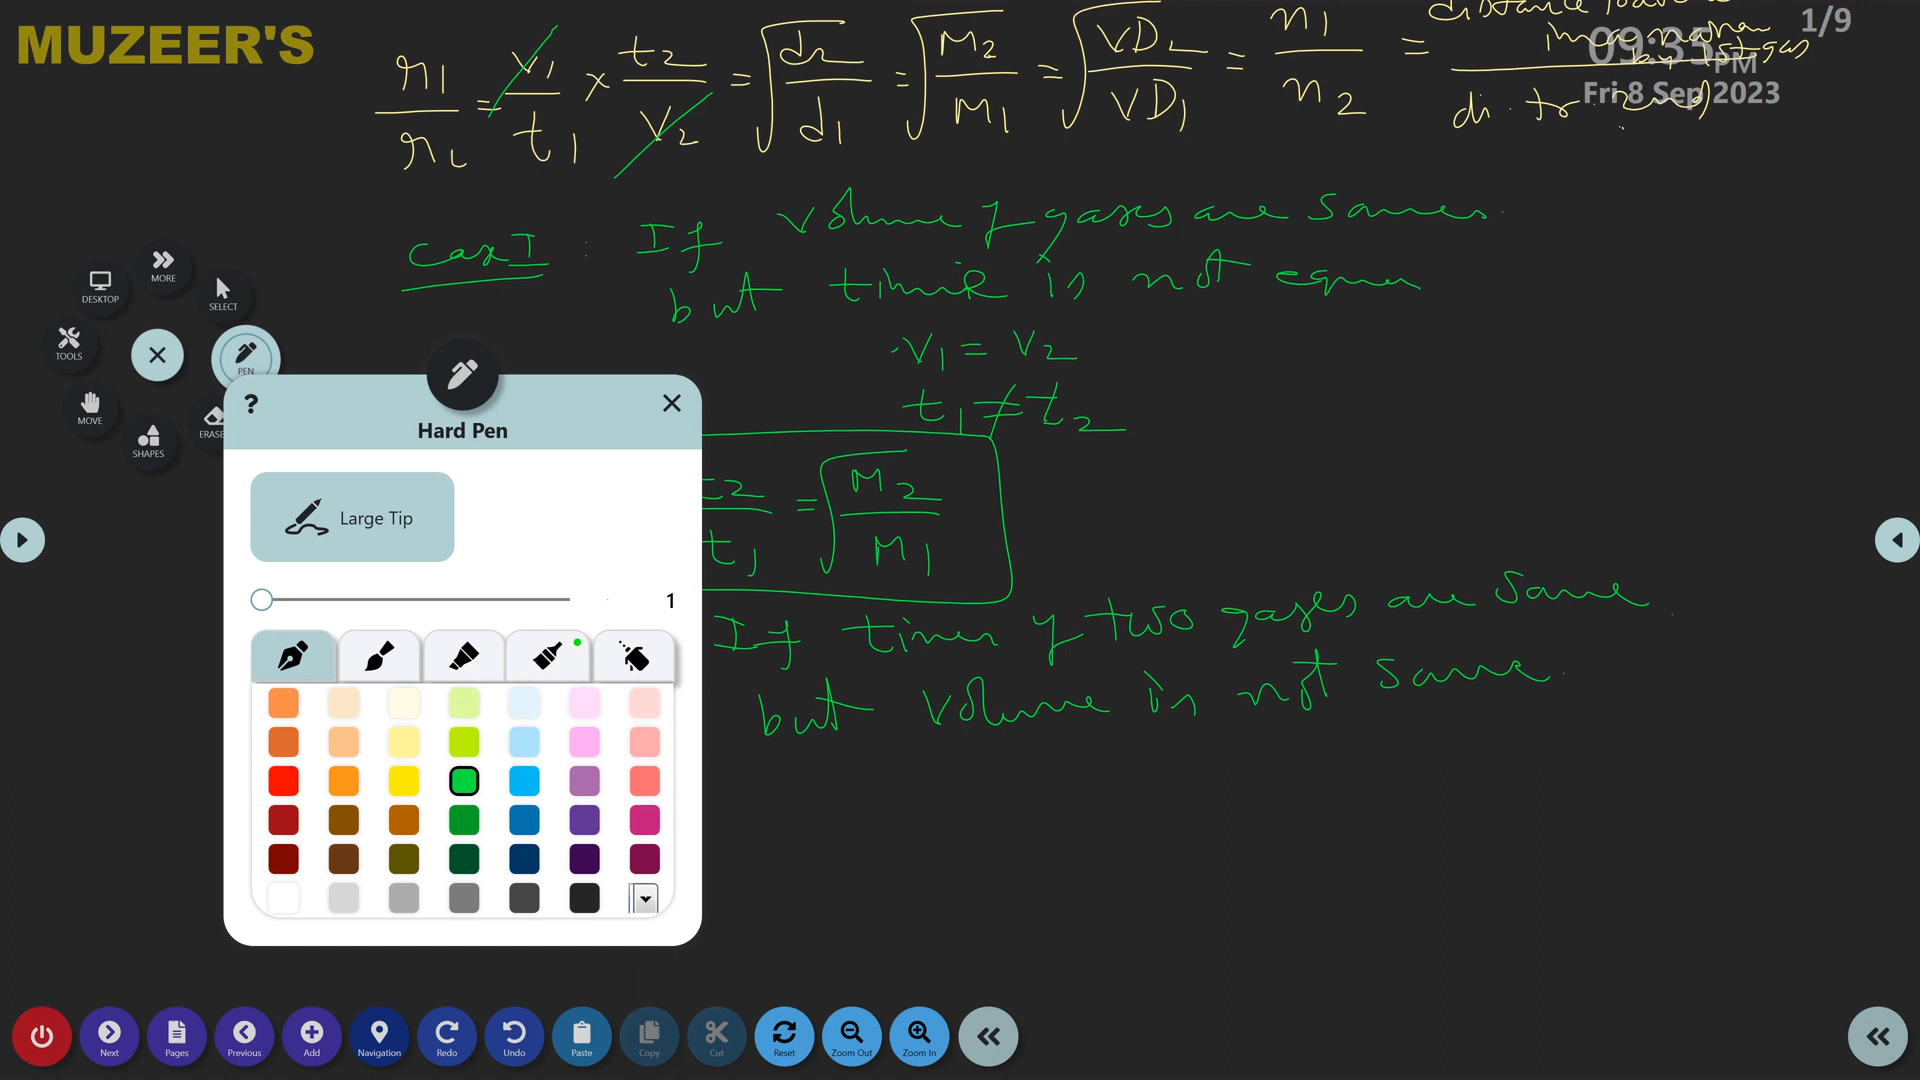 MUZEER'S
1/9
09:35 PM
Fri 8 Sep 2023
r1/r2 = V1/t1 × t2/V2 = √(d2/d1) = √(M2/M1) = √(VD2/VD1) = n1/n2 =
Case I : If volume of gases are same
but time is not equal
V1 = V2
t1 ≠ t2
t2/t1 = √(M2/M1)
If times of two gases are same
but volume is not same.
MORE
DESKTOP
SELECT
TOOLS
PEN
MOVE
ERASE
SHAPES
?
Hard Pen
Large Tip
1
Next
Pages
Previous
Add
Navigation
Redo
Undo
Paste
Copy
Cut
Reset
Zoom Out
Zoom In